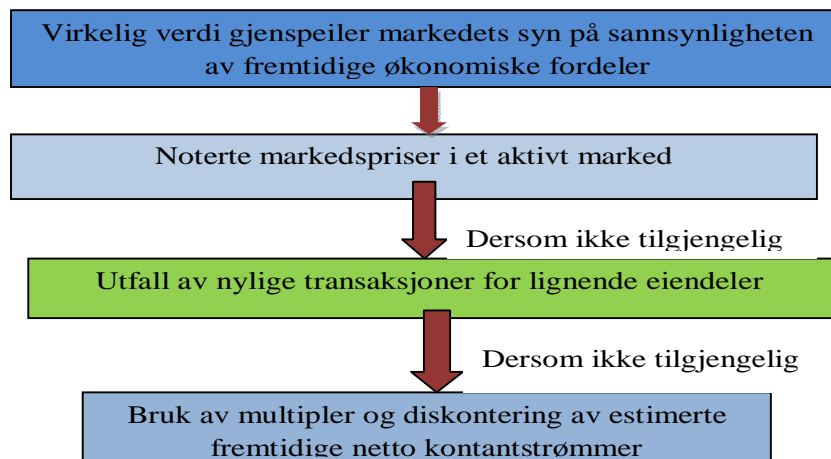 Virkelig verdi gjenspeiler markedets syn på sannsynligheten
av fremtidige økonomiske fordeler
Noterte markedspriser i et aktivt marked
Dersom ikke tilgjengelig
Utfall av nylige transaksjoner for lignende eiendeler
Dersom ikke tilgjengelig
Bruk av multipler og diskontering av estimerte
fremtidige netto kontantstrømmer